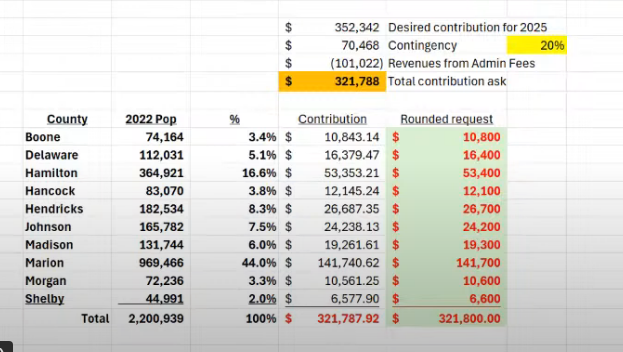 $ 352,342 Desired contribution for 2025
$ 70,468 Contingency 20%
$ (101,022) Revenues from Admin Fees
$ 321,788 Total contribution ask
County 2022 Pop % Contribution Rounded request
Boone 74,164 3.4% $ 10,843.14 $ 10,800
Delaware 112,031 5.1% $ 16,379.47 $ 16,400
Hamilton 364,921 16.6% $ 53,353.21 $ 53,400
Hancock 83,070 3.8% $ 12,145.24 $ 12,100
Hendricks 182,534 8.3% $ 26,687.35 $ 26,700
Johnson 165,782 7.5% $ 24,238.13 $ 24,200
Madison 131,744 6.0% $ 19,261.61 $ 19,300
Marion 969,466 44.0% $ 141,740.62 $ 141,700
Morgan 72,236 3.3% $ 10,561.25 $ 10,600
Shelby 44,991 2.0% $ 6,577.90 $ 6,600
Total 2,200,939 100% $ 321,787.92 $ 321,800.00